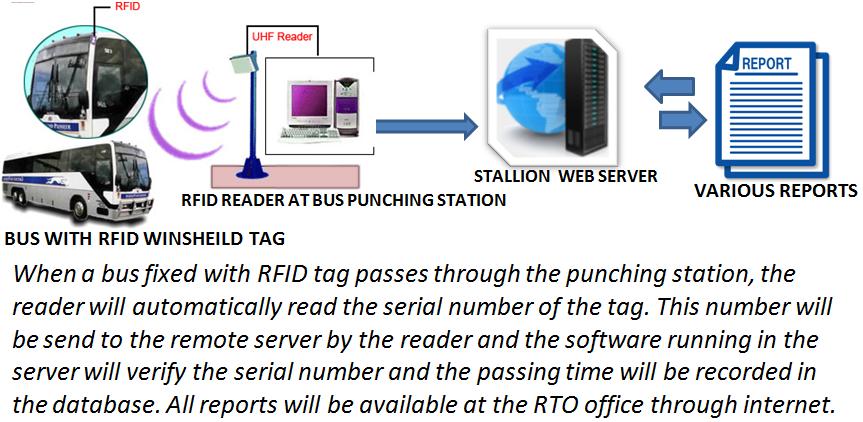 RFID
UHF Reader
REPORT
STALLION WEB SERVER
VARIOUS REPORTS
RFID READER AT BUS PUNCHING STATION
BUS WITH RFID WINSHEILD TAG
When a bus fixed with RFID tag passes through the punching station, the
reader will automatically read the serial number of the tag. This number will
be send to the remote server by the reader and the software running in the
server will verify the serial number and the passing time will be recorded in
the database. All reports will be available at the RTO office through internet.